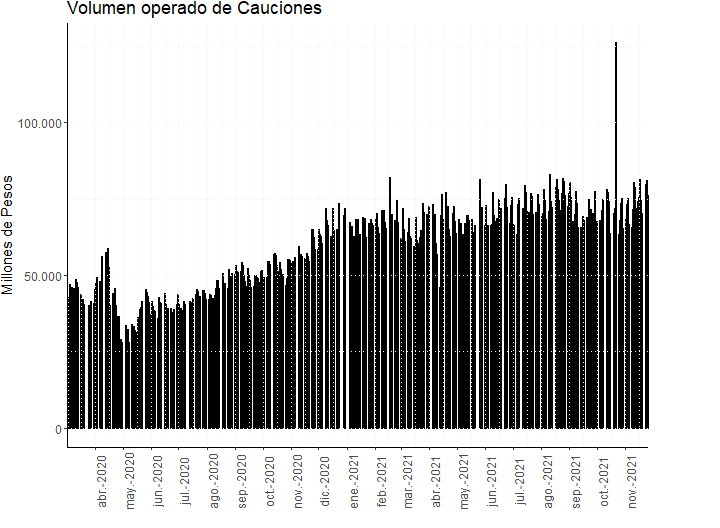 Volumen operado de Cauciones
Millones de Pesos
100.000
50.000
0
abr.-2020
may.-2020
jun.-2020
jul.-2020
ago.-2020
sep.-2020
oct.-2020
nov.-2020
dic.-2020
ene.-2021
feb.-2021
mar.-2021
abr.-2021
may.-2021
jun.-2021
jul.-2021
ago.-2021
sep.-2021
oct.-2021
nov.-2021